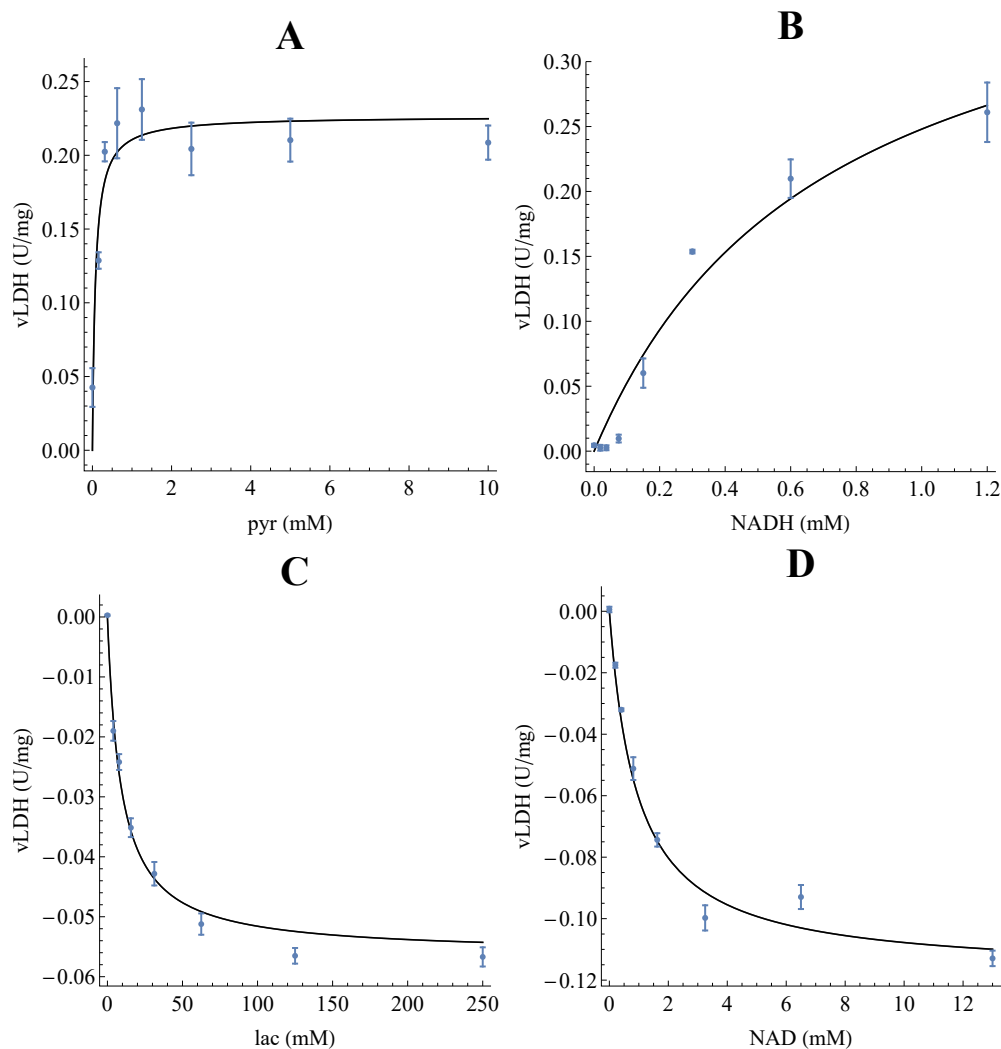 A
vLDH (U/mg)
0.25
0.20
0.15
0.10
0.05
0.00
0 2 4 6 8 10
pyr (mM)
B
vLDH (U/mg)
0.30
0.25
0.20
0.15
0.10
0.05
0.00
0.0 0.2 0.4 0.6 0.8 1.0 1.2
NADH (mM)
C
vLDH (U/mg)
0.00
−0.01
−0.02
−0.03
−0.04
−0.05
−0.06
0 50 100 150 200 250
lac (mM)
D
vLDH (U/mg)
0.00
−0.02
−0.04
−0.06
−0.08
−0.10
−0.12
0 2 4 6 8 10 12
NAD (mM)